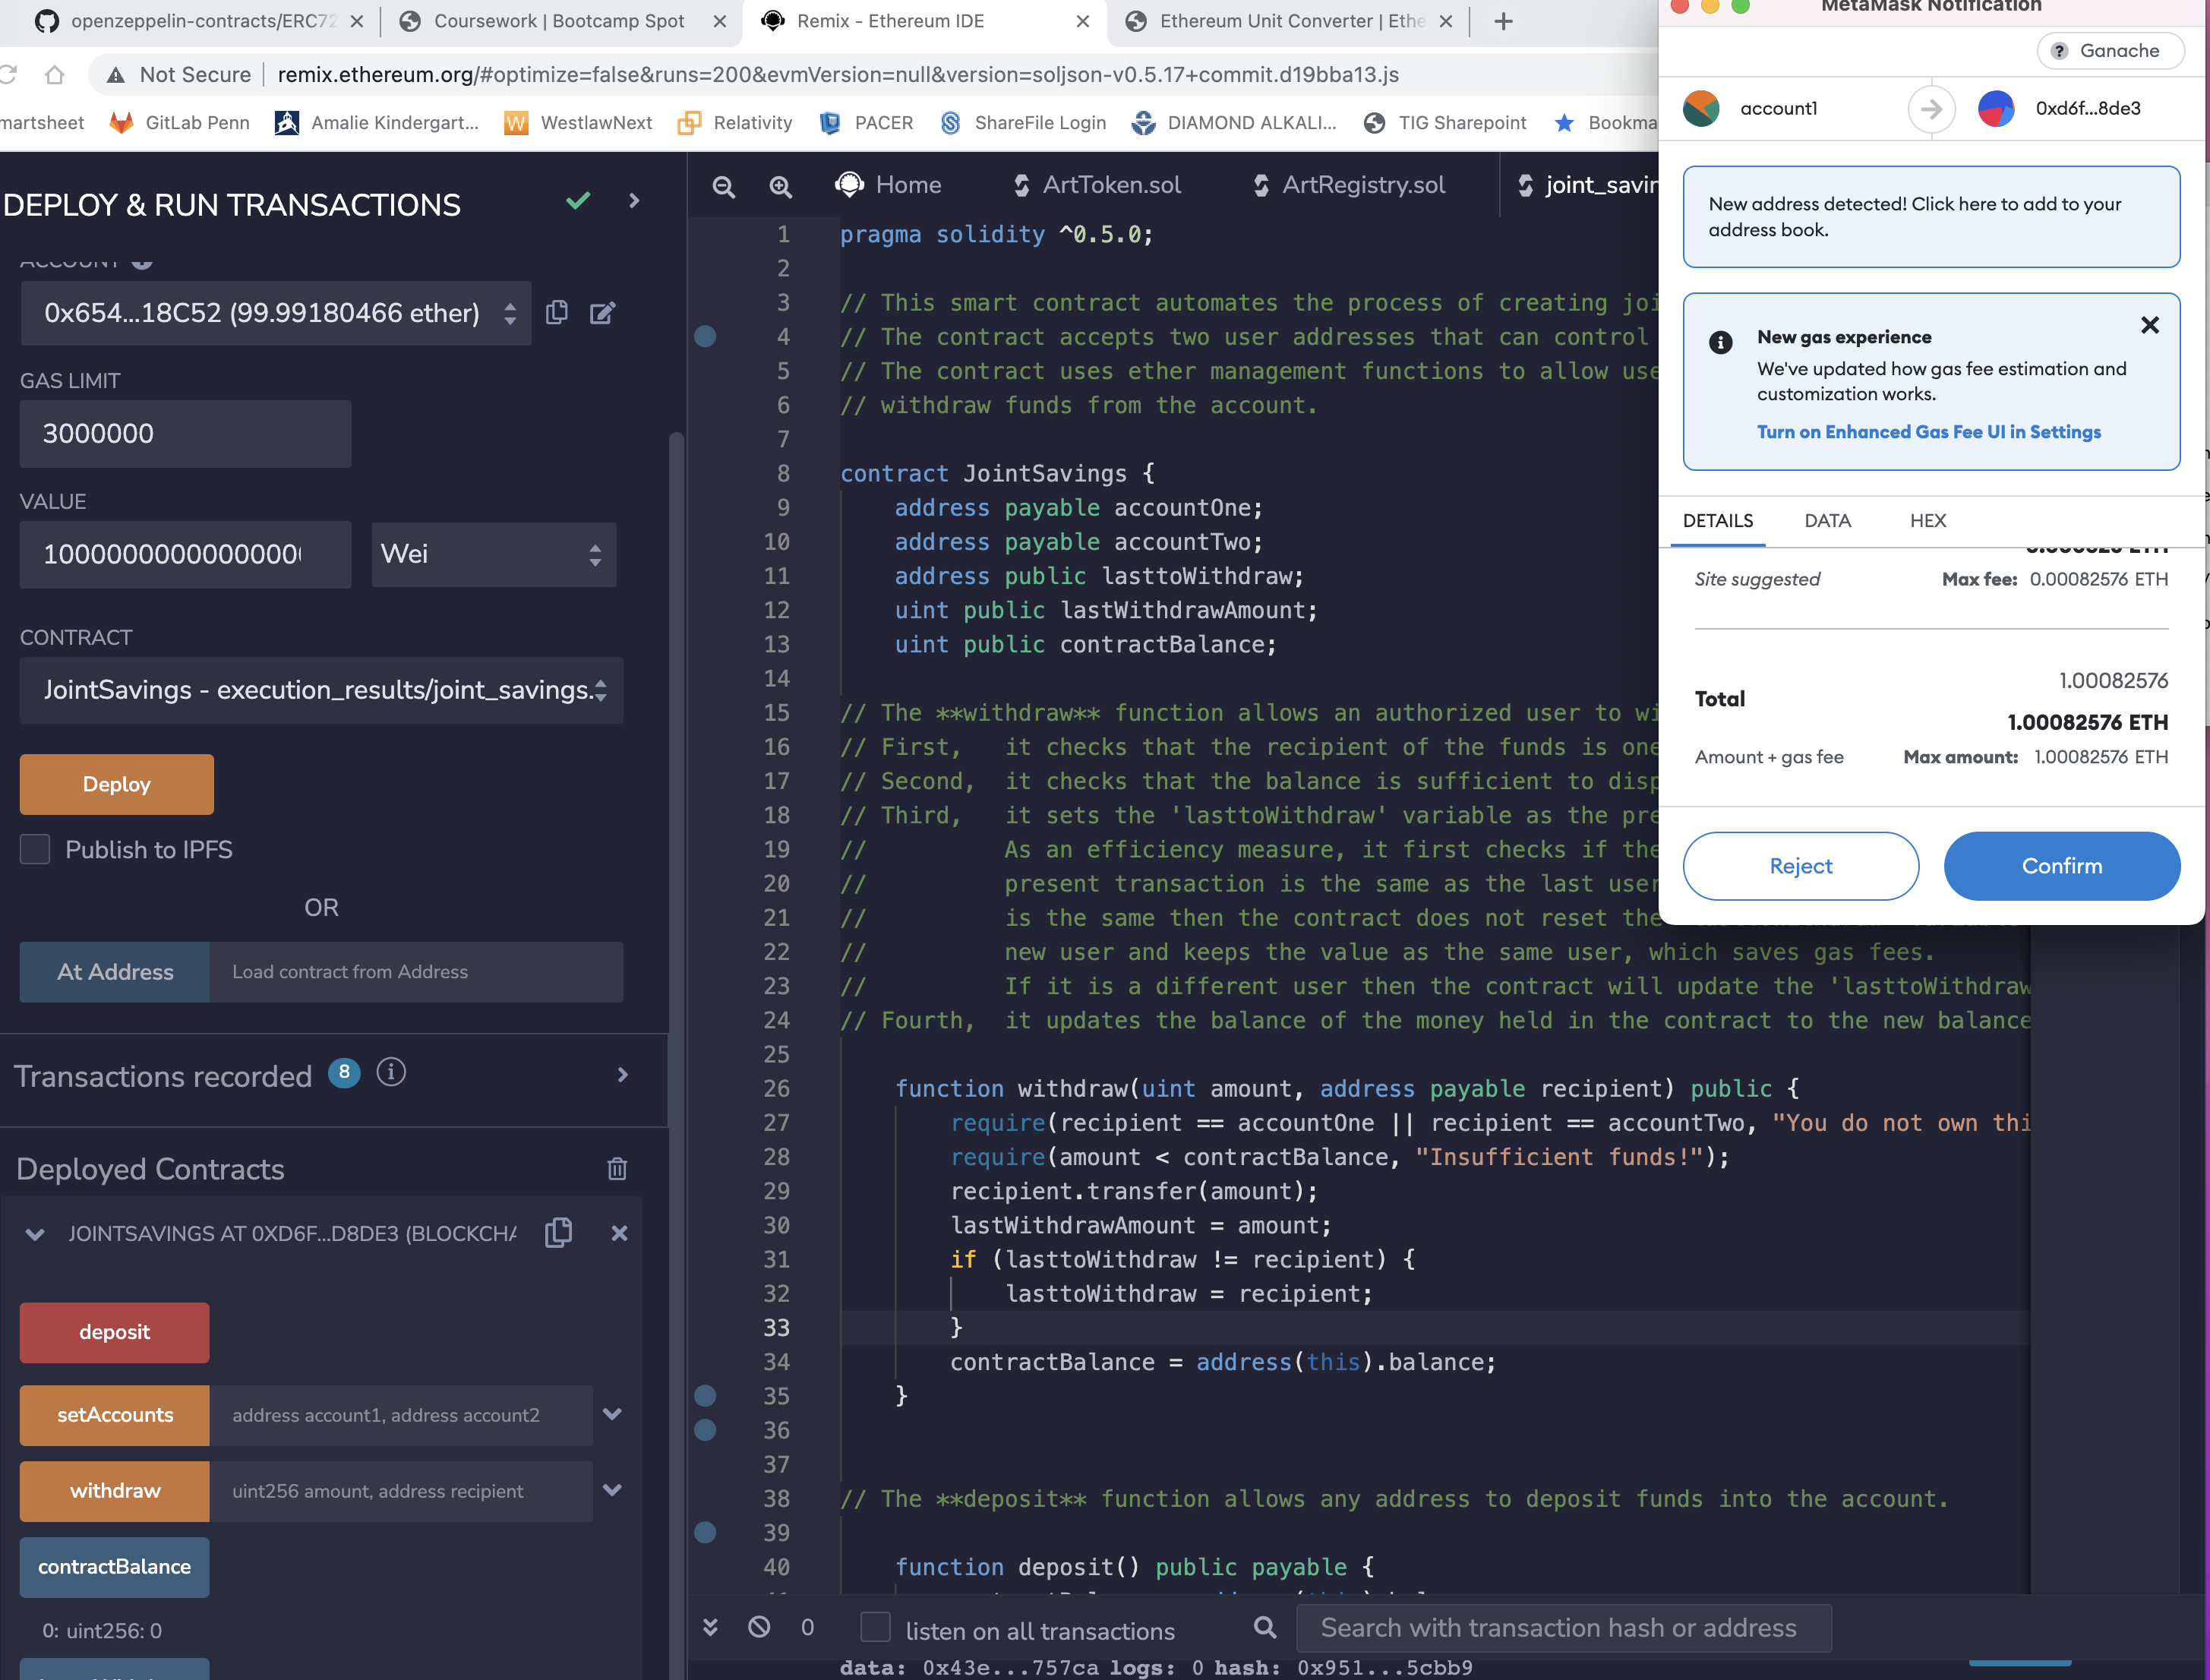 openzeppelin-contracts/ERC72
Coursework | Bootcamp Spot
Remix - Ethereum IDE
Ethereum Unit Converter | Ethe
Not Secure
remix.ethereum.org/#optimize=false&runs=200&evmVersion=null&version=soljson-v0.5.17+commit.d19bba13.js
martsheet
GitLab Penn
Amalie Kindergart...
WestlawNext
Relativity
PACER
ShareFile Login
DIAMOND ALKALI...
TIG Sharepoint
Bookma
DEPLOY & RUN TRANSACTIONS
ACCOUNT
0x654...18C52 (99.99180466 ether)
GAS LIMIT
3000000
VALUE
Wei
CONTRACT
JointSavings - execution_results/joint_savings.
Deploy
Publish to IPFS
OR
At Address
Load contract from Address
Transactions recorded 8 i
Deployed Contracts
JOINTSAVINGS AT 0XD6F...D8DE3 (BLOCKCHA
deposit
setAccounts
address account1, address account2
withdraw
uint256 amount, address recipient
contractBalance
0: uint256: 0
Home
ArtToken.sol
ArtRegistry.sol
joint_savin
1 pragma solidity ^0.5.0;
2
3 // This smart contract automates the process of creating joi
4 // The contract accepts two user addresses that can control
5 // The contract uses ether management functions to allow use
6 // withdraw funds from the account.
7
8 contract JointSavings {
9 address payable accountOne;
10 address payable accountTwo;
11 address public lasttoWithdraw;
12 uint public lastWithdrawAmount;
13 uint public contractBalance;
14
15 // The **withdraw** function allows an authorized user to wi
16 // First, it checks that the recipient of the funds is one
17 // Second, it checks that the balance is sufficient to disp
18 // Third, it sets the 'lasttoWithdraw' variable as the pre
19 // As an efficiency measure, it first checks if the
20 // present transaction is the same as the last user
21 // is the same then the contract does not reset the
22 // new user and keeps the value as the same user, which saves gas fees.
23 // If it is a different user then the contract will update the 'lasttoWithdraw
24 // Fourth, it updates the balance of the money held in the contract to the new balance
25
26 function withdraw(uint amount, address payable recipient) public {
27 require(recipient == accountOne || recipient == accountTwo, "You do not own thi
28 require(amount < contractBalance, "Insufficient funds!");
29 recipient.transfer(amount);
30 lastWithdrawAmount = amount;
31 if (lasttoWithdraw != recipient) {
32 lasttoWithdraw = recipient;
33 }
34 contractBalance = address(this).balance;
35 }
36
37
38 // The **deposit** function allows any address to deposit funds into the account.
39
40 function deposit() public payable {
0
listen on all transactions
Search with transaction hash or address
data: 0x43e...757ca logs: 0 hash: 0x951...5cbb9
MetaMask Notification
? Ganache
account1
0xd6f...8de3
New address detected! Click here to add to your
address book.
New gas experience
We've updated how gas fee estimation and
customization works.
Turn on Enhanced Gas Fee UI in Settings
DETAILS
DATA
HEX
Site suggested
Max fee: 0.00082576 ETH
1.00082576
Total
1.00082576 ETH
Amount + gas fee
Max amount: 1.00082576 ETH
Reject
Confirm